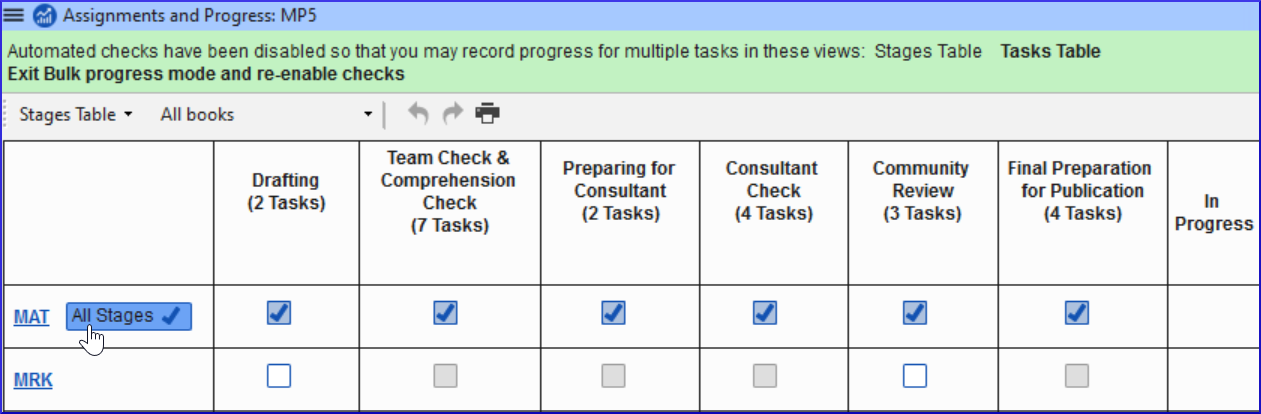 Assignments and Progress: MP5
Automated checks have been disabled so that you may record progress for multiple tasks in these views: Stages Table Tasks Table
Exit Bulk progress mode and re-enable checks
Stages Table All books
Drafting
(2 Tasks)
Team Check &
Comprehension
Check
(7 Tasks)
Preparing for
Consultant
(2 Tasks)
Consultant
Check
(4 Tasks)
Community
Review
(3 Tasks)
Final Preparation
for Publication
(4 Tasks)
In
Progress
MAT All Stages
MRK